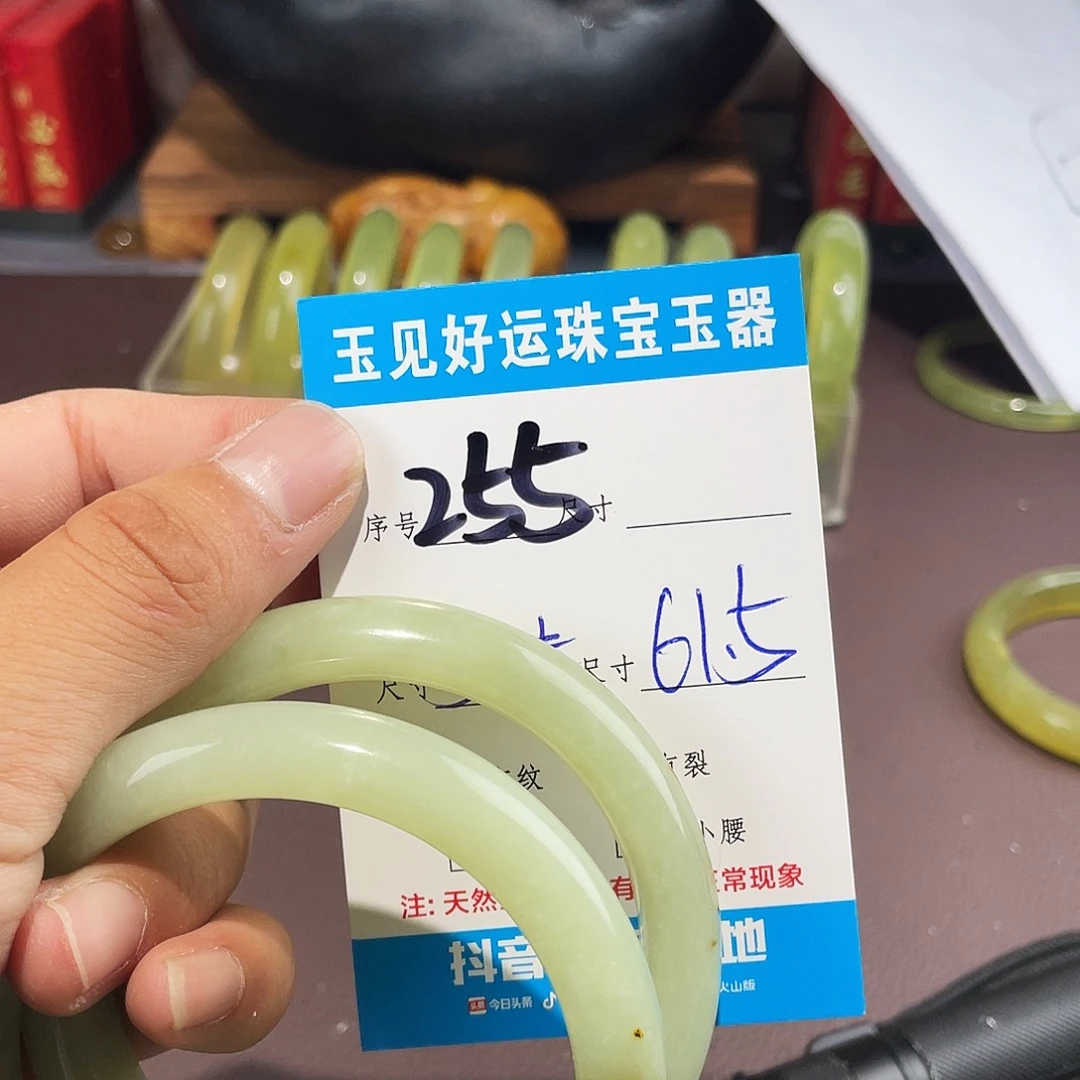 玉见好运珠宝玉器
序号 255 尺寸
尺寸 尺寸 61.5
纹 裂
小腰
注: 天然 有 正常现象
抖音 地
今日头条 火山版